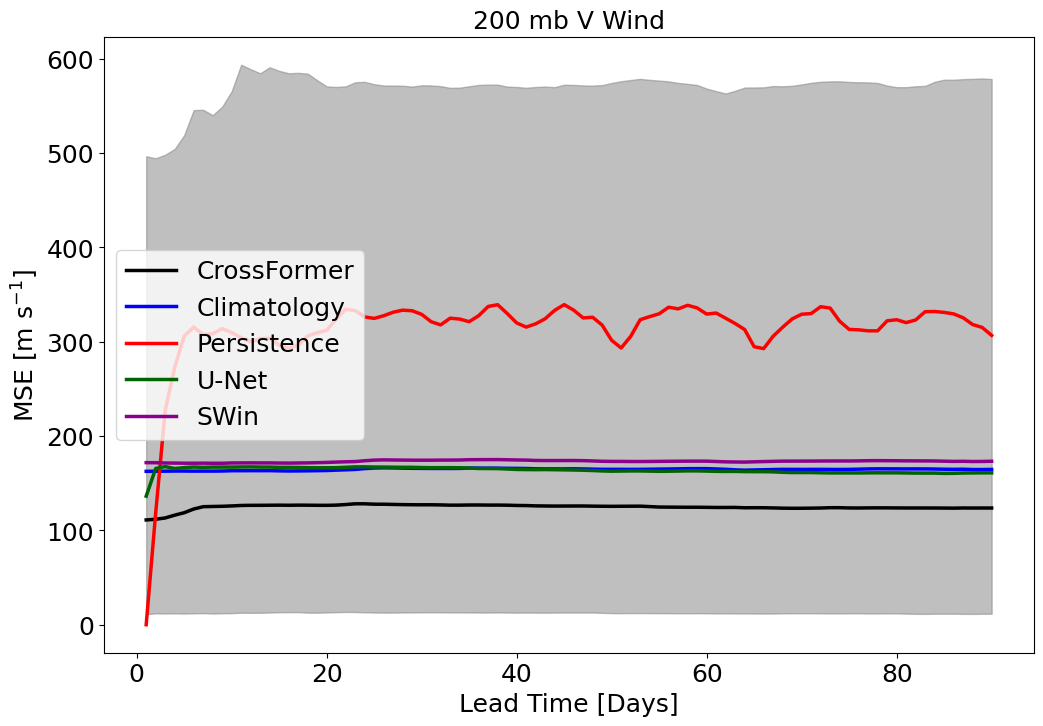 200 mb V Wind
MSE [m s⁻¹]
600
500
400
300
200
100
0
CrossFormer
Climatology
Persistence
U-Net
SWin
0 20 40 60 80
Lead Time [Days]